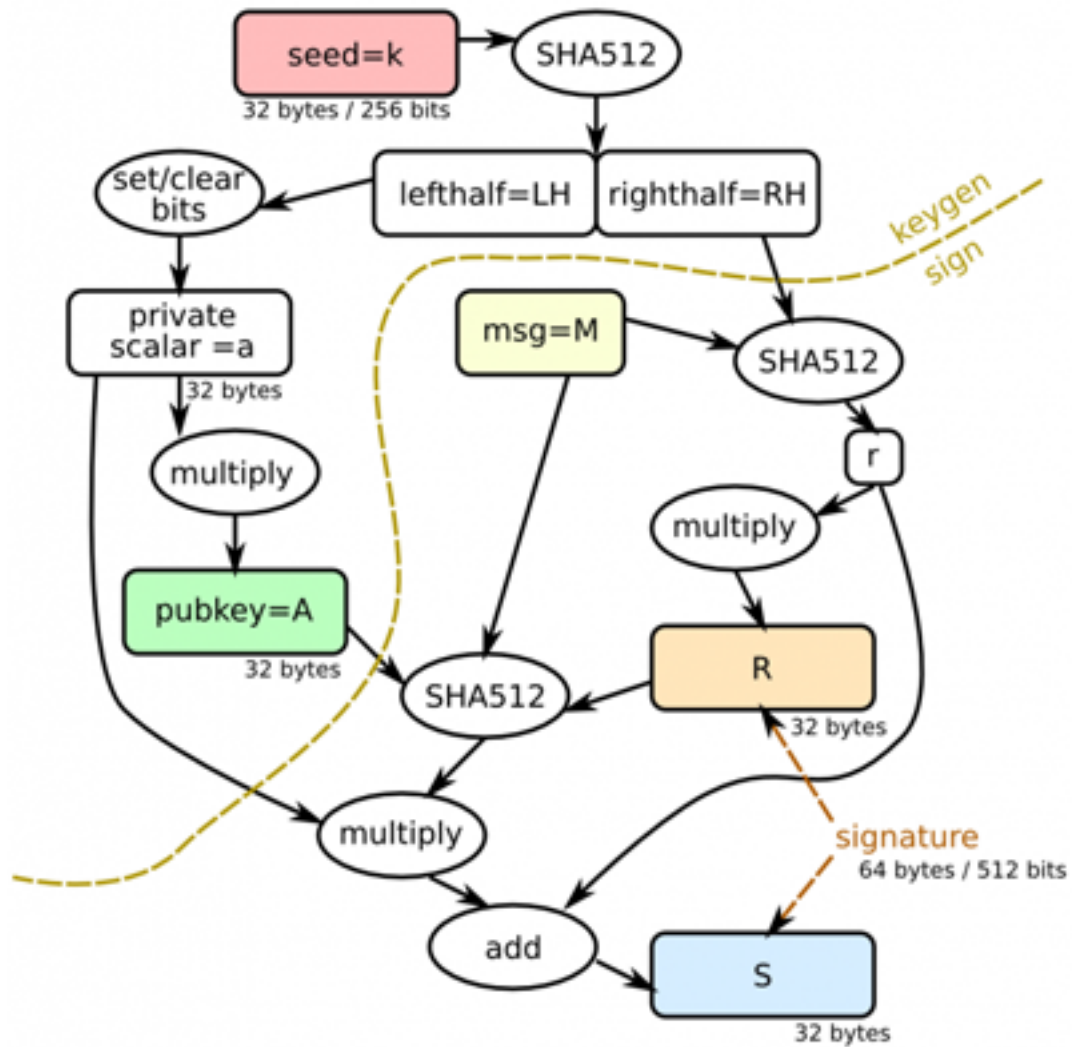 seed=k
SHA512
32 bytes / 256 bits
set/clear
bits
lefthalf=LH
righthalf=RH
keygen
sign
private
scalar =a
32 bytes
msg=M
SHA512
r
multiply
multiply
pubkey=A
32 bytes
SHA512
R
32 bytes
multiply
signature
64 bytes / 512 bits
add
S
32 bytes